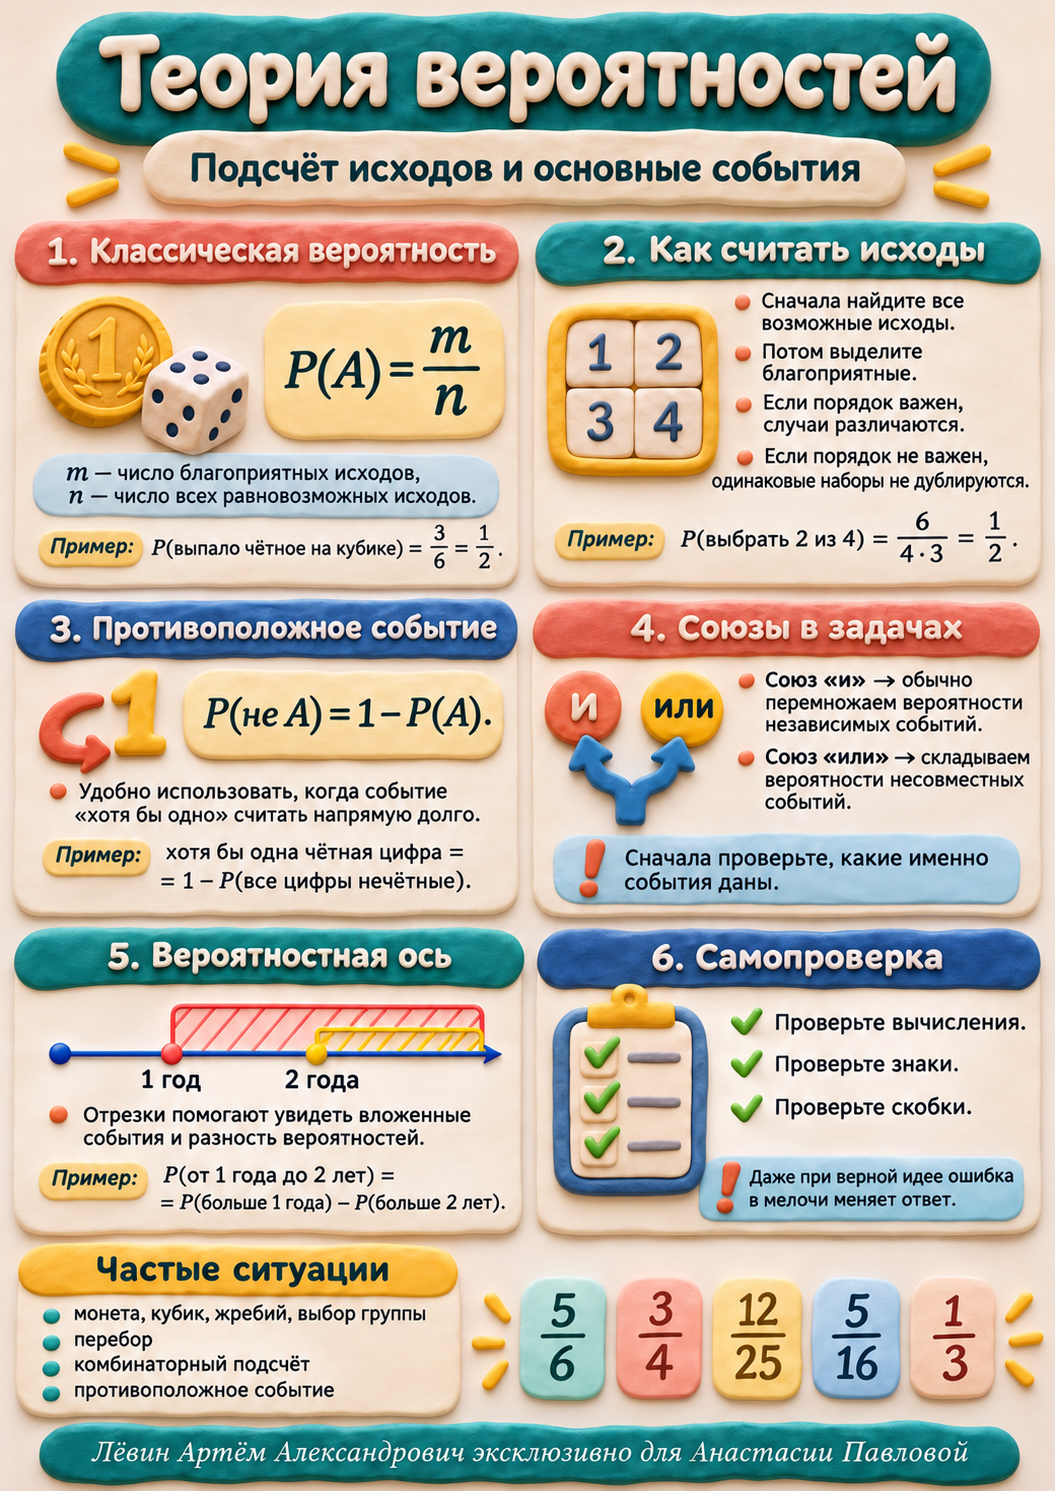 Теория вероятностей
Подсчёт исходов и основные события
1. Классическая вероятность
1
P(A) = m/n
m — число благоприятных исходов,
n — число всех равновозможных исходов.
Пример: P(выпало чётное на кубике) = 3/6 = 1/2.
2. Как считать исходы
1 2
3 4
Сначала найдите все
возможные исходы.
Потом выделите
благоприятные.
Если порядок важен,
случаи различаются.
Если порядок не важен,
одинаковые наборы не дублируются.
Пример: P(выбрать 2 из 4) = 6/(4 · 3) = 1/2.
3. Противоположное событие
1
P(не A) = 1 − P(A).
Удобно использовать, когда событие
«хотя бы одно» считать напрямую долго.
Пример: хотя бы одна чётная цифра =
= 1 − P(все цифры нечётные).
4. Союзы в задачах
И ИЛИ
Союз «и» → обычно
перемножаем вероятности
независимых событий.
Союз «или» → складываем
вероятности несовместных
событий.
! Сначала проверьте, какие именно
события даны.
5. Вероятностная ось
1 год 2 года
Отрезки помогают увидеть вложенные
события и разность вероятностей.
Пример: P(от 1 года до 2 лет) =
= P(больше 1 года) − P(больше 2 лет).
6. Самопроверка
Проверьте вычисления.
Проверьте знаки.
Проверьте скобки.
! Даже при верной идее ошибка
в мелочи меняет ответ.
Частые ситуации
монета, кубик, жребий, выбор группы
перебор
комбинаторный подсчёт
противоположное событие
5/6 3/4 12/25 5/16 1/3
Лёвин Артём Александрович эксклюзивно для Анастасии Павловой